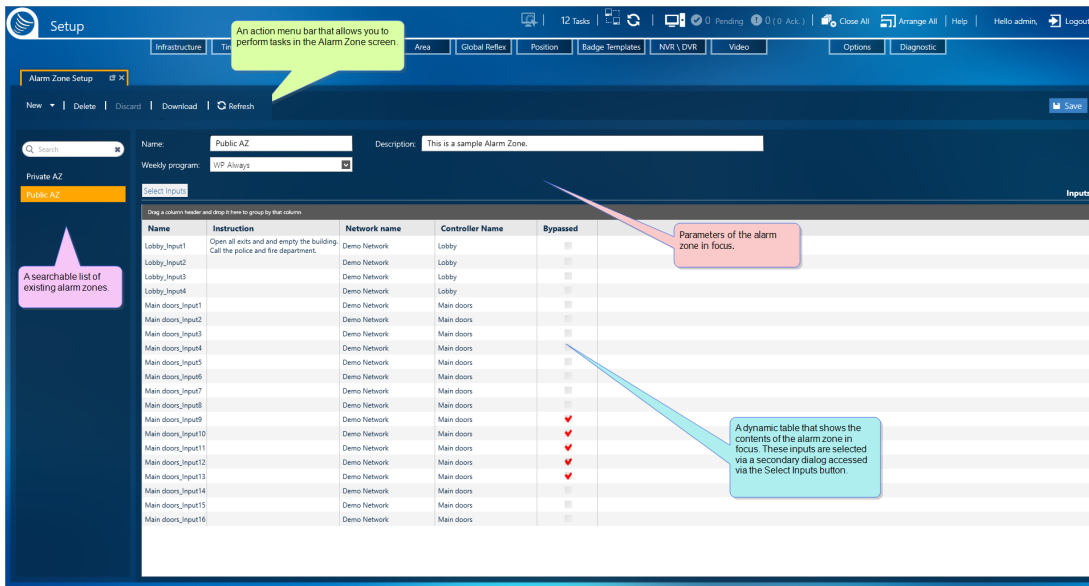 Setup
12 Tasks
0 Pending
0 ( 0 Ack. )
Close All
Arrange All
Help
Hello admin,
Logout
Infrastructure
Area
Global Reflex
Position
Badge Templates
NVR \ DVR
Video
Options
Diagnostic
An action menu bar that allows you to
perform tasks in the Alarm Zone screen.
Alarm Zone Setup
New | Delete | Discard | Download | Refresh
Save
Search
Private AZ
Public AZ
A searchable list of
existing alarm zones.
Name: Public AZ Description: This is a sample Alarm Zone.
Weekly program: WP Always
Select Inputs
Inputs
Parameters of the alarm
zone in focus.
Drag a column header and drop it here to group by that column
Name Instruction Network name Controller Name Bypassed
Lobby_Input1 Open all exits and and empty the building. Demo Network Lobby
Call the police and fire department.
Lobby_Input2 Demo Network Lobby
Lobby_Input3 Demo Network Lobby
Lobby_Input4 Demo Network Lobby
Main doors_Input1 Demo Network Main doors
Main doors_Input2 Demo Network Main doors
Main doors_Input3 Demo Network Main doors
Main doors_Input4 Demo Network Main doors
Main doors_Input5 Demo Network Main doors
Main doors_Input6 Demo Network Main doors
Main doors_Input7 Demo Network Main doors
Main doors_Input8 Demo Network Main doors
Main doors_Input9 Demo Network Main doors
Main doors_Input10 Demo Network Main doors
Main doors_Input11 Demo Network Main doors
Main doors_Input12 Demo Network Main doors
Main doors_Input13 Demo Network Main doors
Main doors_Input14 Demo Network Main doors
Main doors_Input15 Demo Network Main doors
Main doors_Input16 Demo Network Main doors
A dynamic table that shows the
contents of the alarm zone in
focus. These inputs are selected
via a secondary dialog accessed
via the Select Inputs button.